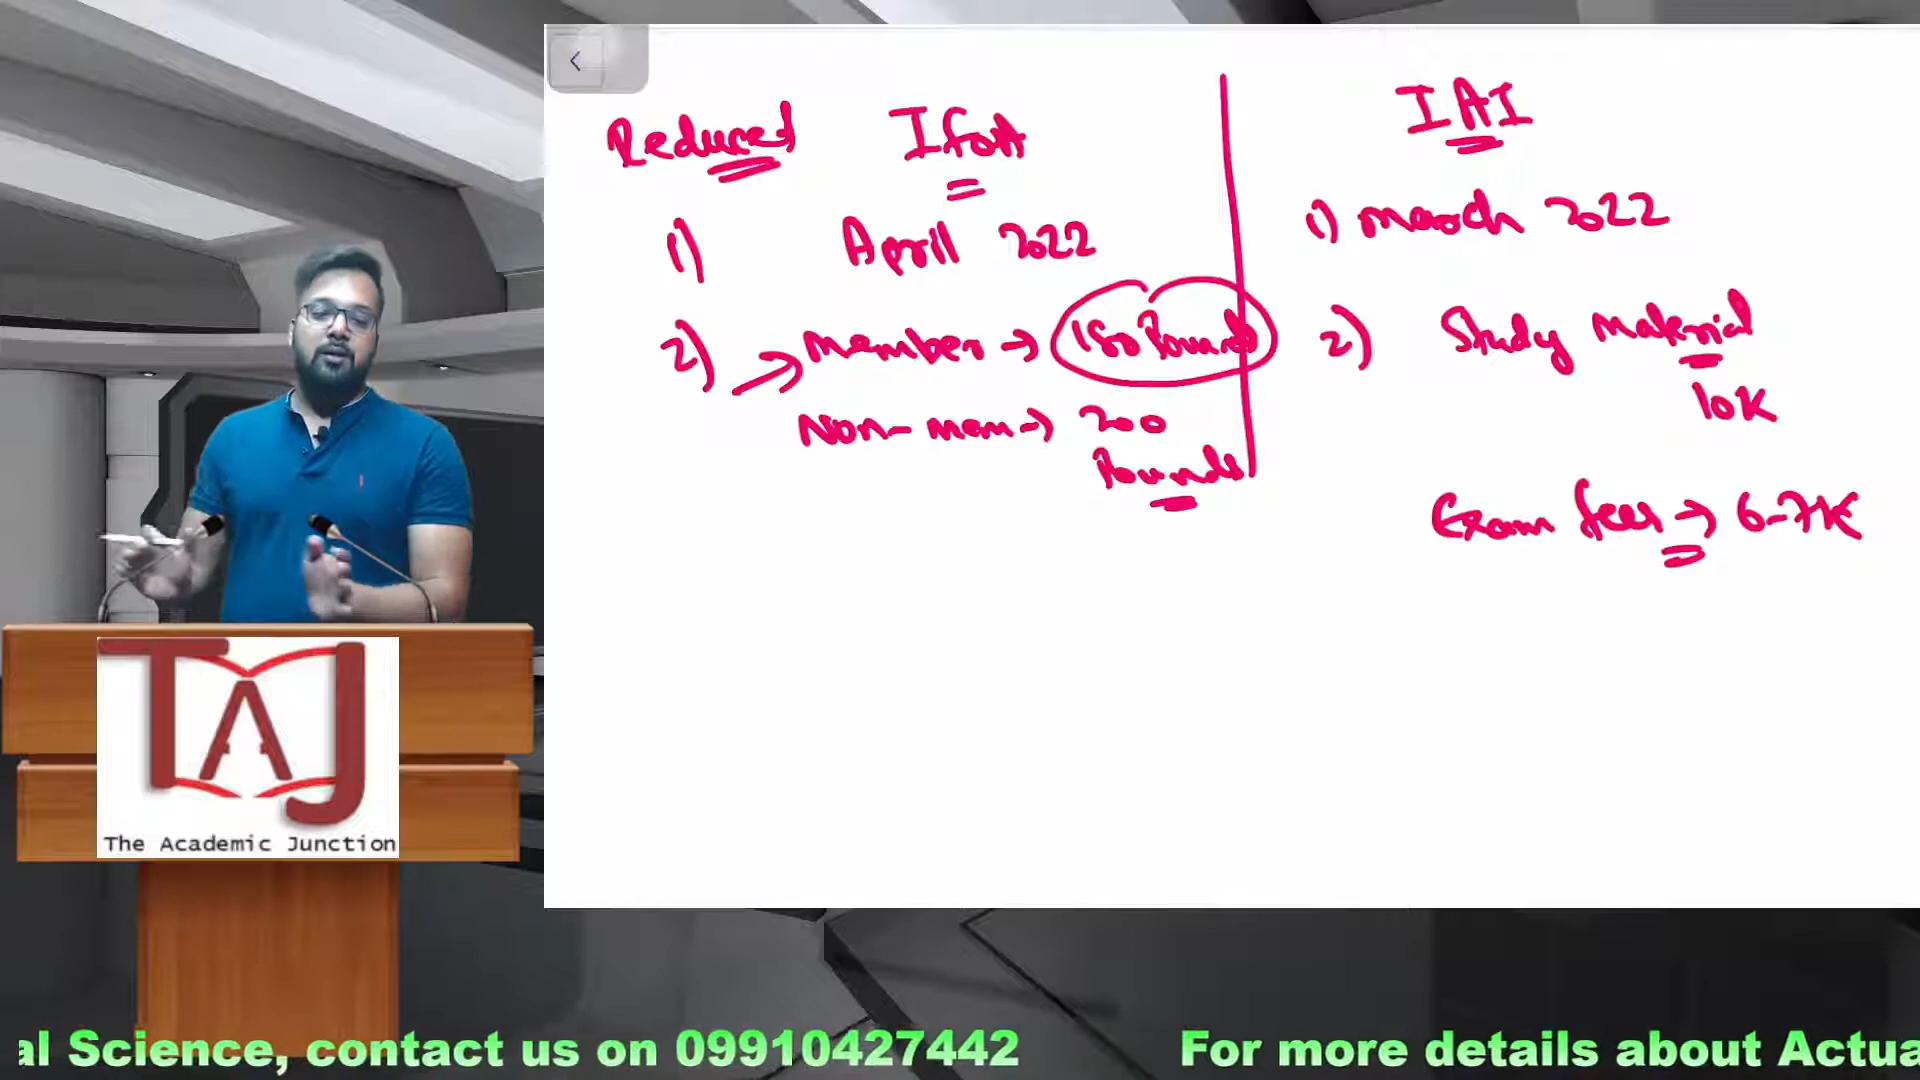 Reduced IfoA
1) April 2022
2) → Member → Pounds
Non-mem → 200
Pounds
IAI
1) March 2022
2) Study Material
10K
Exam fees → 6-7K
TAJ
The Academic Junction
al Science, contact us on 09910427442 For more details about Actua